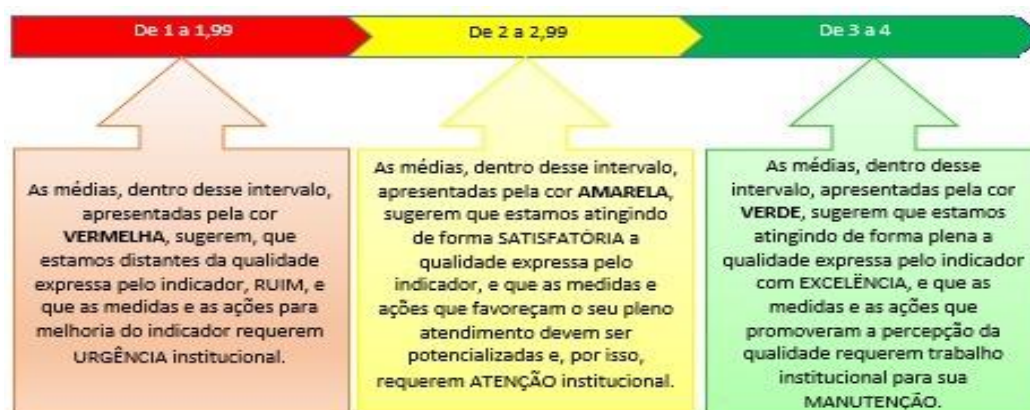 De 1 a 1,99
De 2 a 2,99
De 3 a 4
As médias, dentro desse intervalo,
apresentadas pela cor
VERMELHA, sugerem, que
estamos distantes da qualidade
expressa pelo indicador, RUIM, e
que as medidas e as ações para
melhoria do indicador requerem
URGÊNCIA institucional.
As médias, dentro desse intervalo,
apresentadas pela cor AMARELA,
sugerem que estamos atingindo
de forma SATISFATÓRIA a
qualidade expressa pelo
indicador, e que as medidas e
ações que favoreçam o seu pleno
atendimento devem ser
potencializadas e, por isso,
requerem ATENÇÃO institucional.
As médias, dentro desse
intervalo, apresentadas pela cor
VERDE, sugerem que estamos
atingindo de forma plena a
qualidade expressa pelo indicador
com EXCELËNCIA, e que as
medidas e as ações que
promoveram a percepção da
qualidade requerem trabalho
institucional para sua
MANUTENÇÃO.